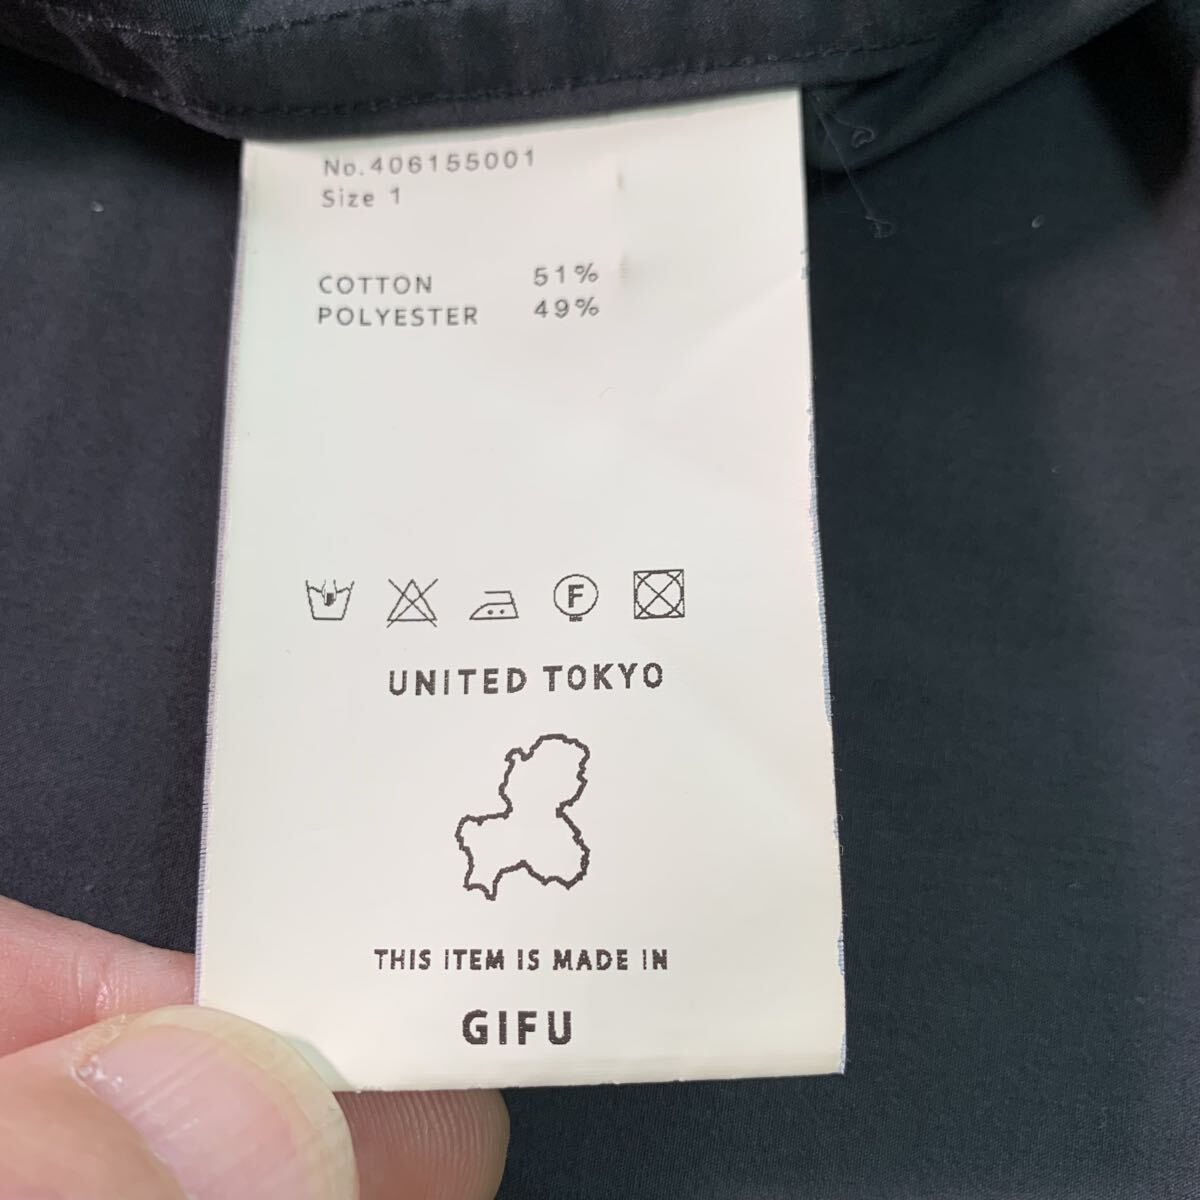 No.406155001
Size 1
COTTON 51%
POLYESTER 49%
F
UNITED TOKYO
THIS ITEM IS MADE IN
GIFU